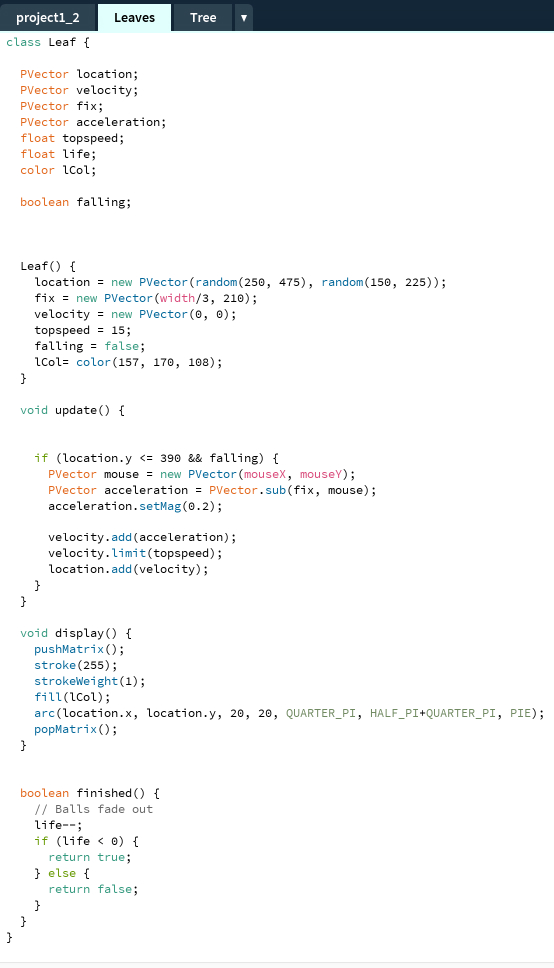 project1_2 Leaves Tree ▼
class Leaf {
PVector location;
PVector velocity;
PVector fix;
PVector acceleration;
float topspeed;
float life;
color lCol;
boolean falling;
Leaf() {
location = new PVector(random(250, 475), random(150, 225));
fix = new PVector(width/3, 210);
velocity = new PVector(0, 0);
topspeed = 15;
falling = false;
lCol= color(157, 170, 108);
}
void update() {
if (location.y <= 390 && falling) {
PVector mouse = new PVector(mouseX, mouseY);
PVector acceleration = PVector.sub(fix, mouse);
acceleration.setMag(0.2);
velocity.add(acceleration);
velocity.limit(topspeed);
location.add(velocity);
}
}
void display() {
pushMatrix();
stroke(255);
strokeWeight(1);
fill(lCol);
arc(location.x, location.y, 20, 20, QUARTER_PI, HALF_PI+QUARTER_PI, PIE);
popMatrix();
}
boolean finished() {
// Balls fade out
life--;
if (life < 0) {
return true;
} else {
return false;
}
}
}